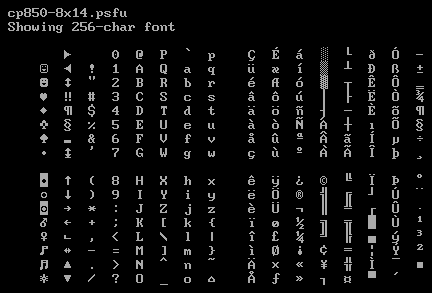 cp850-8x14.psfu
Showing 256-char font
► 0 @ P ` p Ç É á ░ └ ð Ó -
☺ ◄ ! 1 A Q a q ü æ í ▒ ┴ Ð ß ±
☻ ↕ " 2 B R b r é Æ ó ▓ ┬ Ê Ô ‗
♥ ‼ # 3 C S c s â ô ú │ ├ Ë Ò ¾
♦ ¶ $ 4 D T d t ä ö ñ ┤ ─ È õ ¶
♣ § % 5 E U e u à ò Ñ Á ┼ ı Õ §
♠ ▬ & 6 F V f v å û ª Â ã Í µ ÷
• ↨ ' 7 G W g w ç ù º À Ã Î þ ¸
◘ ↑ ( 8 H X h x ê ÿ ¿ © ╚ Ï Þ °
○ ↓ ) 9 I Y i y ë Ö ® ╣ ╔ ┘ Ú ¨
◙ → * : J Z j z è Ü ¬ ║ ╩ ┌ Û ·
♂ ← + ; K [ k { ï ø ½ ╗ ╦ █ Ù ¹
♀ ∟ , < L \ l | î £ ¼ ╝ ╠ ▄ ý ³
♪ ↔ - = M ] m } ì Ø ¡ ¢ ═ ¦ Ý ²
♫ ▲ . > N ^ n ~ Ä × « ¥ ╬ Ì ¯ ■
☼ ▼ / ? O _ o ⌂ Å ƒ » ┐ ¤ ▀ ´